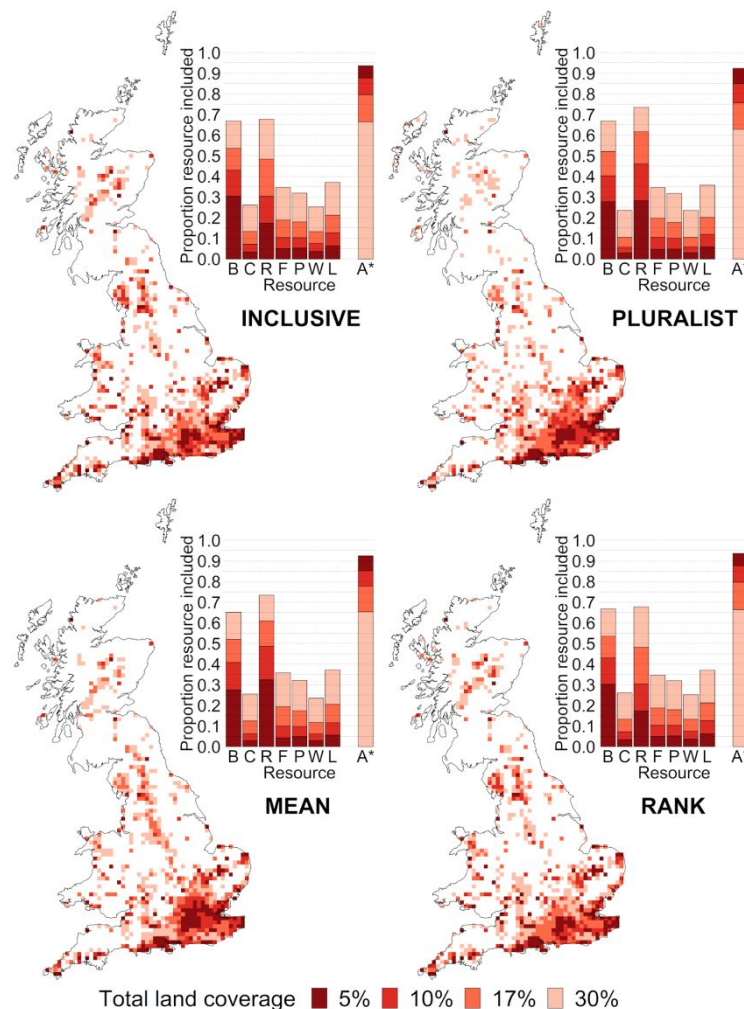 1.0
0.9
0.8
0.7
0.6
0.5
0.4
0.3
0.2
0.1
0.0
Proportion resource included
B C R F P W L A*
Resource
INCLUSIVE
1.0
0.9
0.8
0.7
0.6
0.5
0.4
0.3
0.2
0.1
0.0
Proportion resource included
B C R F P W L A*
Resource
PLURALIST
1.0
0.9
0.8
0.7
0.6
0.5
0.4
0.3
0.2
0.1
0.0
Proportion resource included
B C R F P W L A*
Resource
MEAN
1.0
0.9
0.8
0.7
0.6
0.5
0.4
0.3
0.2
0.1
0.0
Proportion resource included
B C R F P W L A*
Resource
RANK
Total land coverage 5% 10% 17% 30%